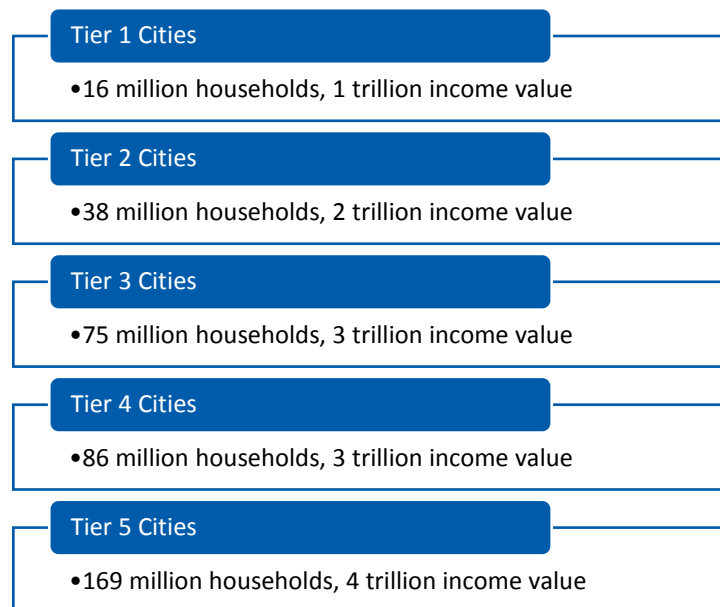 Tier 1 Cities
•16 million households, 1 trillion income value
Tier 2 Cities
•38 million households, 2 trillion income value
Tier 3 Cities
•75 million households, 3 trillion income value
Tier 4 Cities
•86 million households, 3 trillion income value
Tier 5 Cities
•169 million households, 4 trillion income value